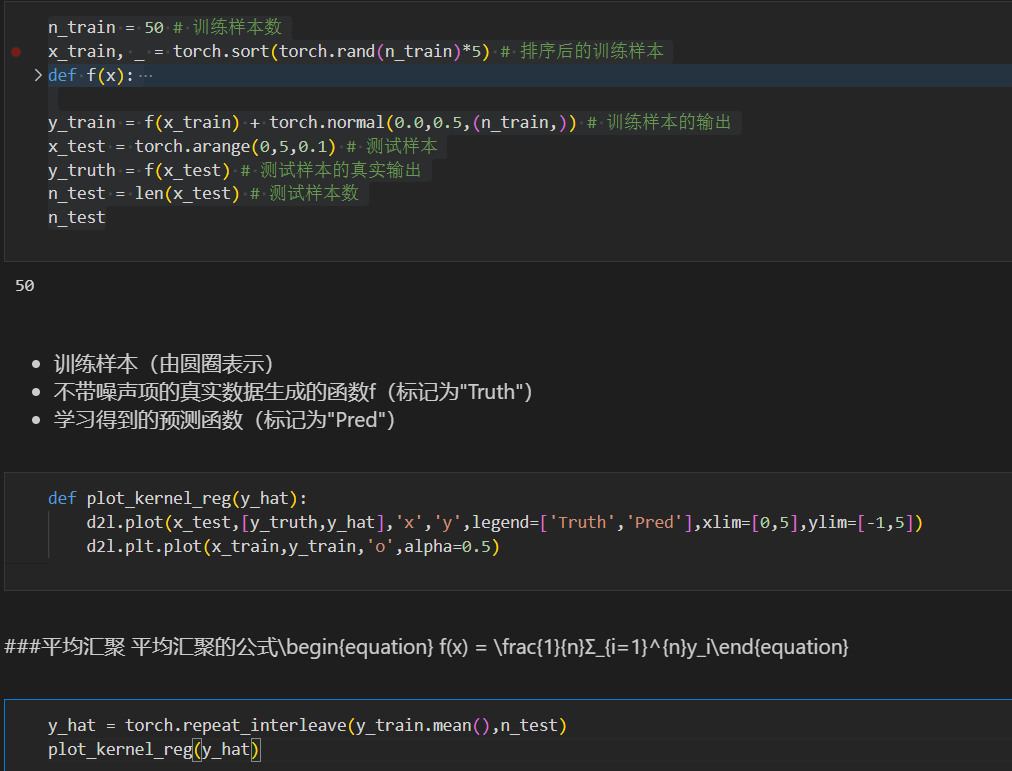 n_train = 50 # 训练样本数
x_train, _ = torch.sort(torch.rand(n_train)*5) # 排序后的训练样本
def f(x): ···
y_train = f(x_train) + torch.normal(0.0,0.5,(n_train,)) # 训练样本的输出
x_test = torch.arange(0,5,0.1) # 测试样本
y_truth = f(x_test) # 测试样本的真实输出
n_test = len(x_test) # 测试样本数
n_test
50
• 训练样本（由圆圈表示）
• 不带噪声项的真实数据生成的函数f（标记为"Truth"）
• 学习得到的预测函数（标记为"Pred"）
def plot_kernel_reg(y_hat):
d2l.plot(x_test,[y_truth,y_hat],'x','y',legend=['Truth','Pred'],xlim=[0,5],ylim=[-1,5])
d2l.plt.plot(x_train,y_train,'o',alpha=0.5)
###平均汇聚 平均汇聚的公式\begin{equation} f(x) = \frac{1}{n}Σ_{i=1}^{n}y_i\end{equation}
y_hat = torch.repeat_interleave(y_train.mean(),n_test)
plot_kernel_reg(y_hat)